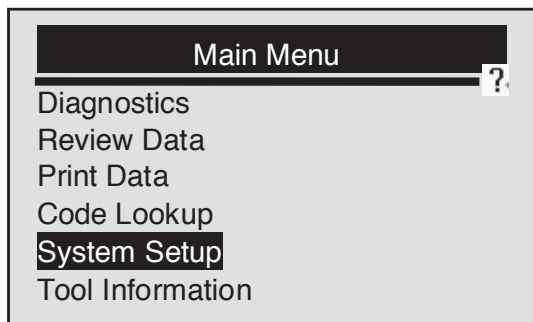 Main Menu
?
Diagnostics
Review Data
Print Data
Code Lookup
System Setup
Tool Information